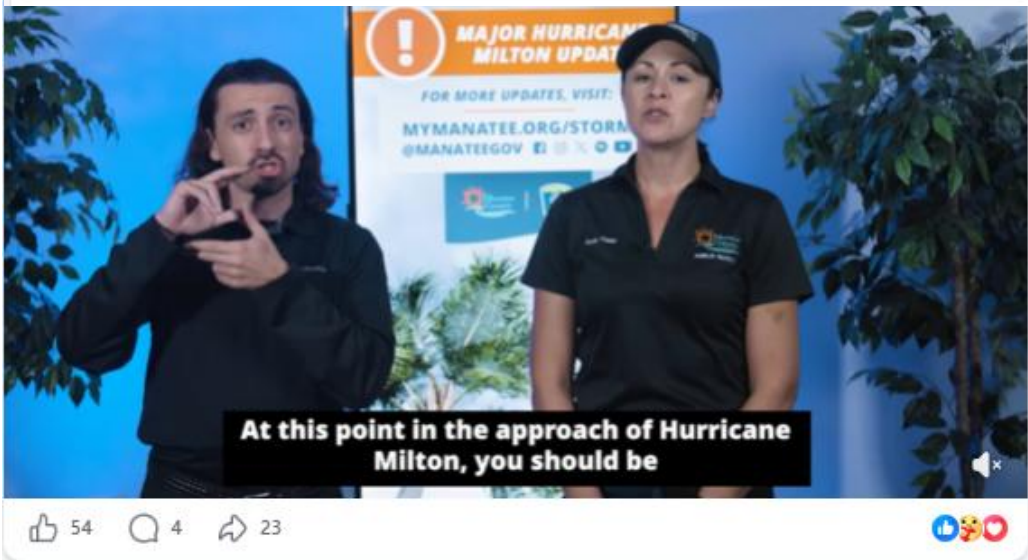 MAJOR HURRICAN
MILTON UPDAT
FOR MORE UPDATES, VISIT:
MYMANATEE.ORG/STORM
@MANATEEGOV
At this point in the approach of Hurricane
Milton, you should be
54
4
23